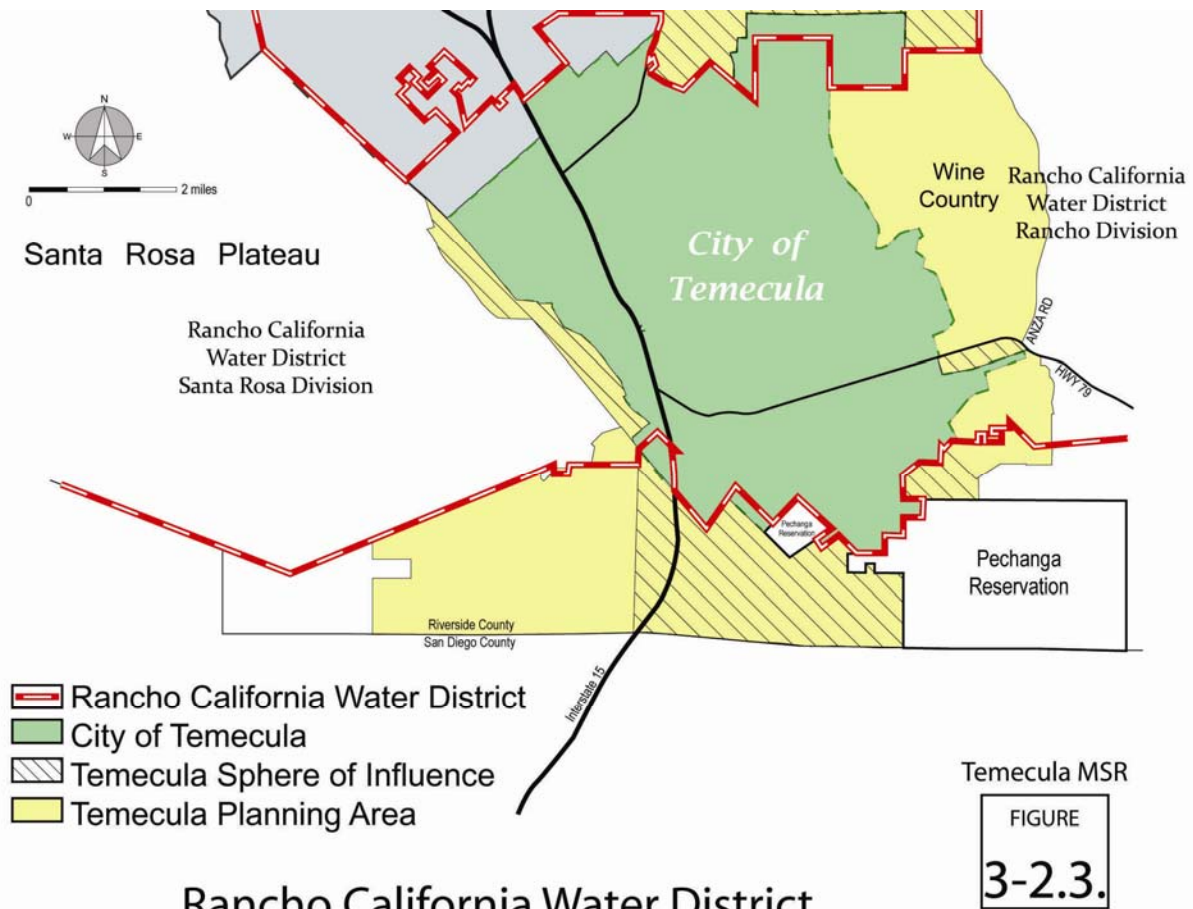 N
W
E
S
0
2 miles
Santa Rosa Plateau
Rancho California
Water District
Santa Rosa Division
City of
Temecula
Wine
Country
Rancho California
Water District
Rancho Division
ANZA RD
HWY 79
Pechanga
Reservation
Pechanga
Reservation
Riverside County
San Diego County
Interstate 15
Rancho California Water District
City of Temecula
Temecula Sphere of Influence
Temecula Planning Area
Temecula MSR
FIGURE
3-2.3.
Rancho California Water District